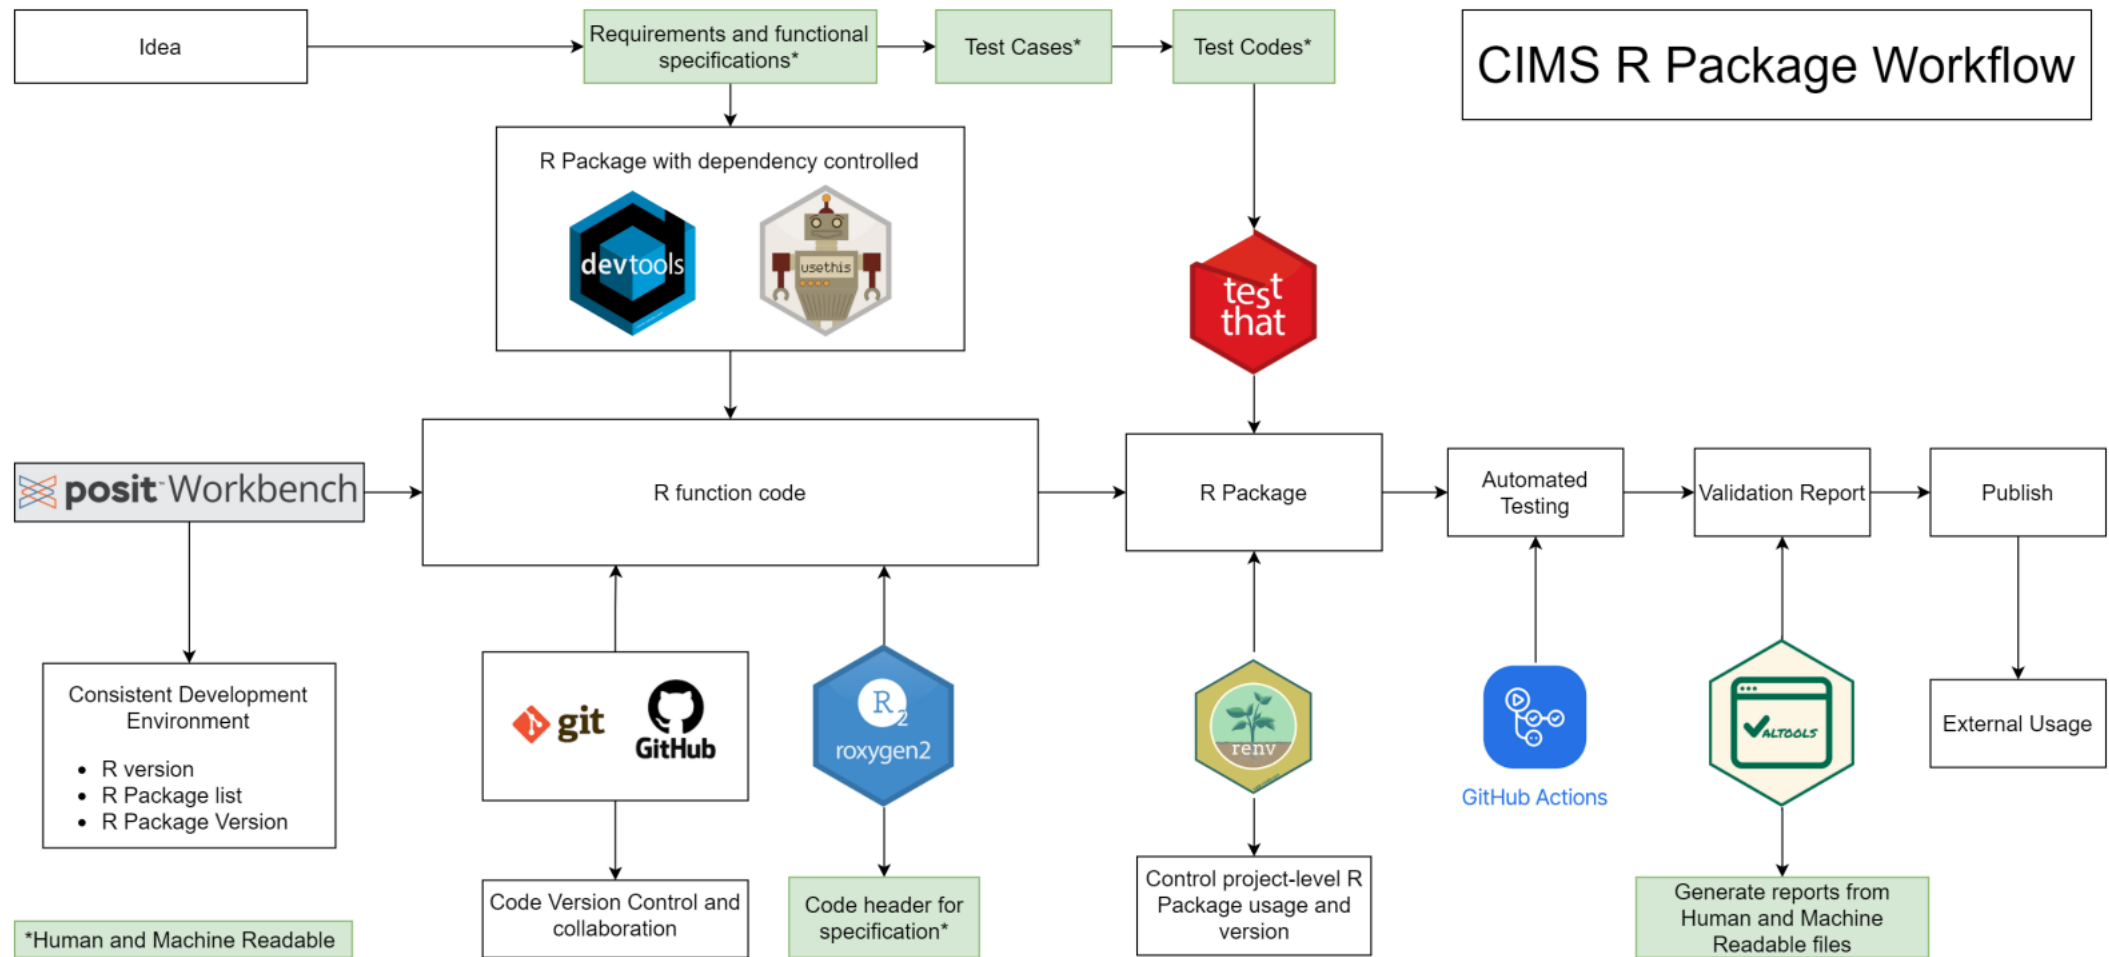 Idea
Requirements and functional
specifications*
Test Cases*
Test Codes*
CIMS R Package Workflow
R Package with dependency controlled
devtools
usethis
test
that
posit Workbench
R function code
R Package
Automated
Testing
Validation Report
Publish
Consistent Development
Environment
• R version
• R Package list
• R Package Version
git
GitHub
R2
roxygen2
renv
GitHub Actions
VALTOOLS
External Usage
Code Version Control and
collaboration
Code header for
specification*
Control project-level R
Package usage and
version
Generate reports from
Human and Machine
Readable files
*Human and Machine Readable